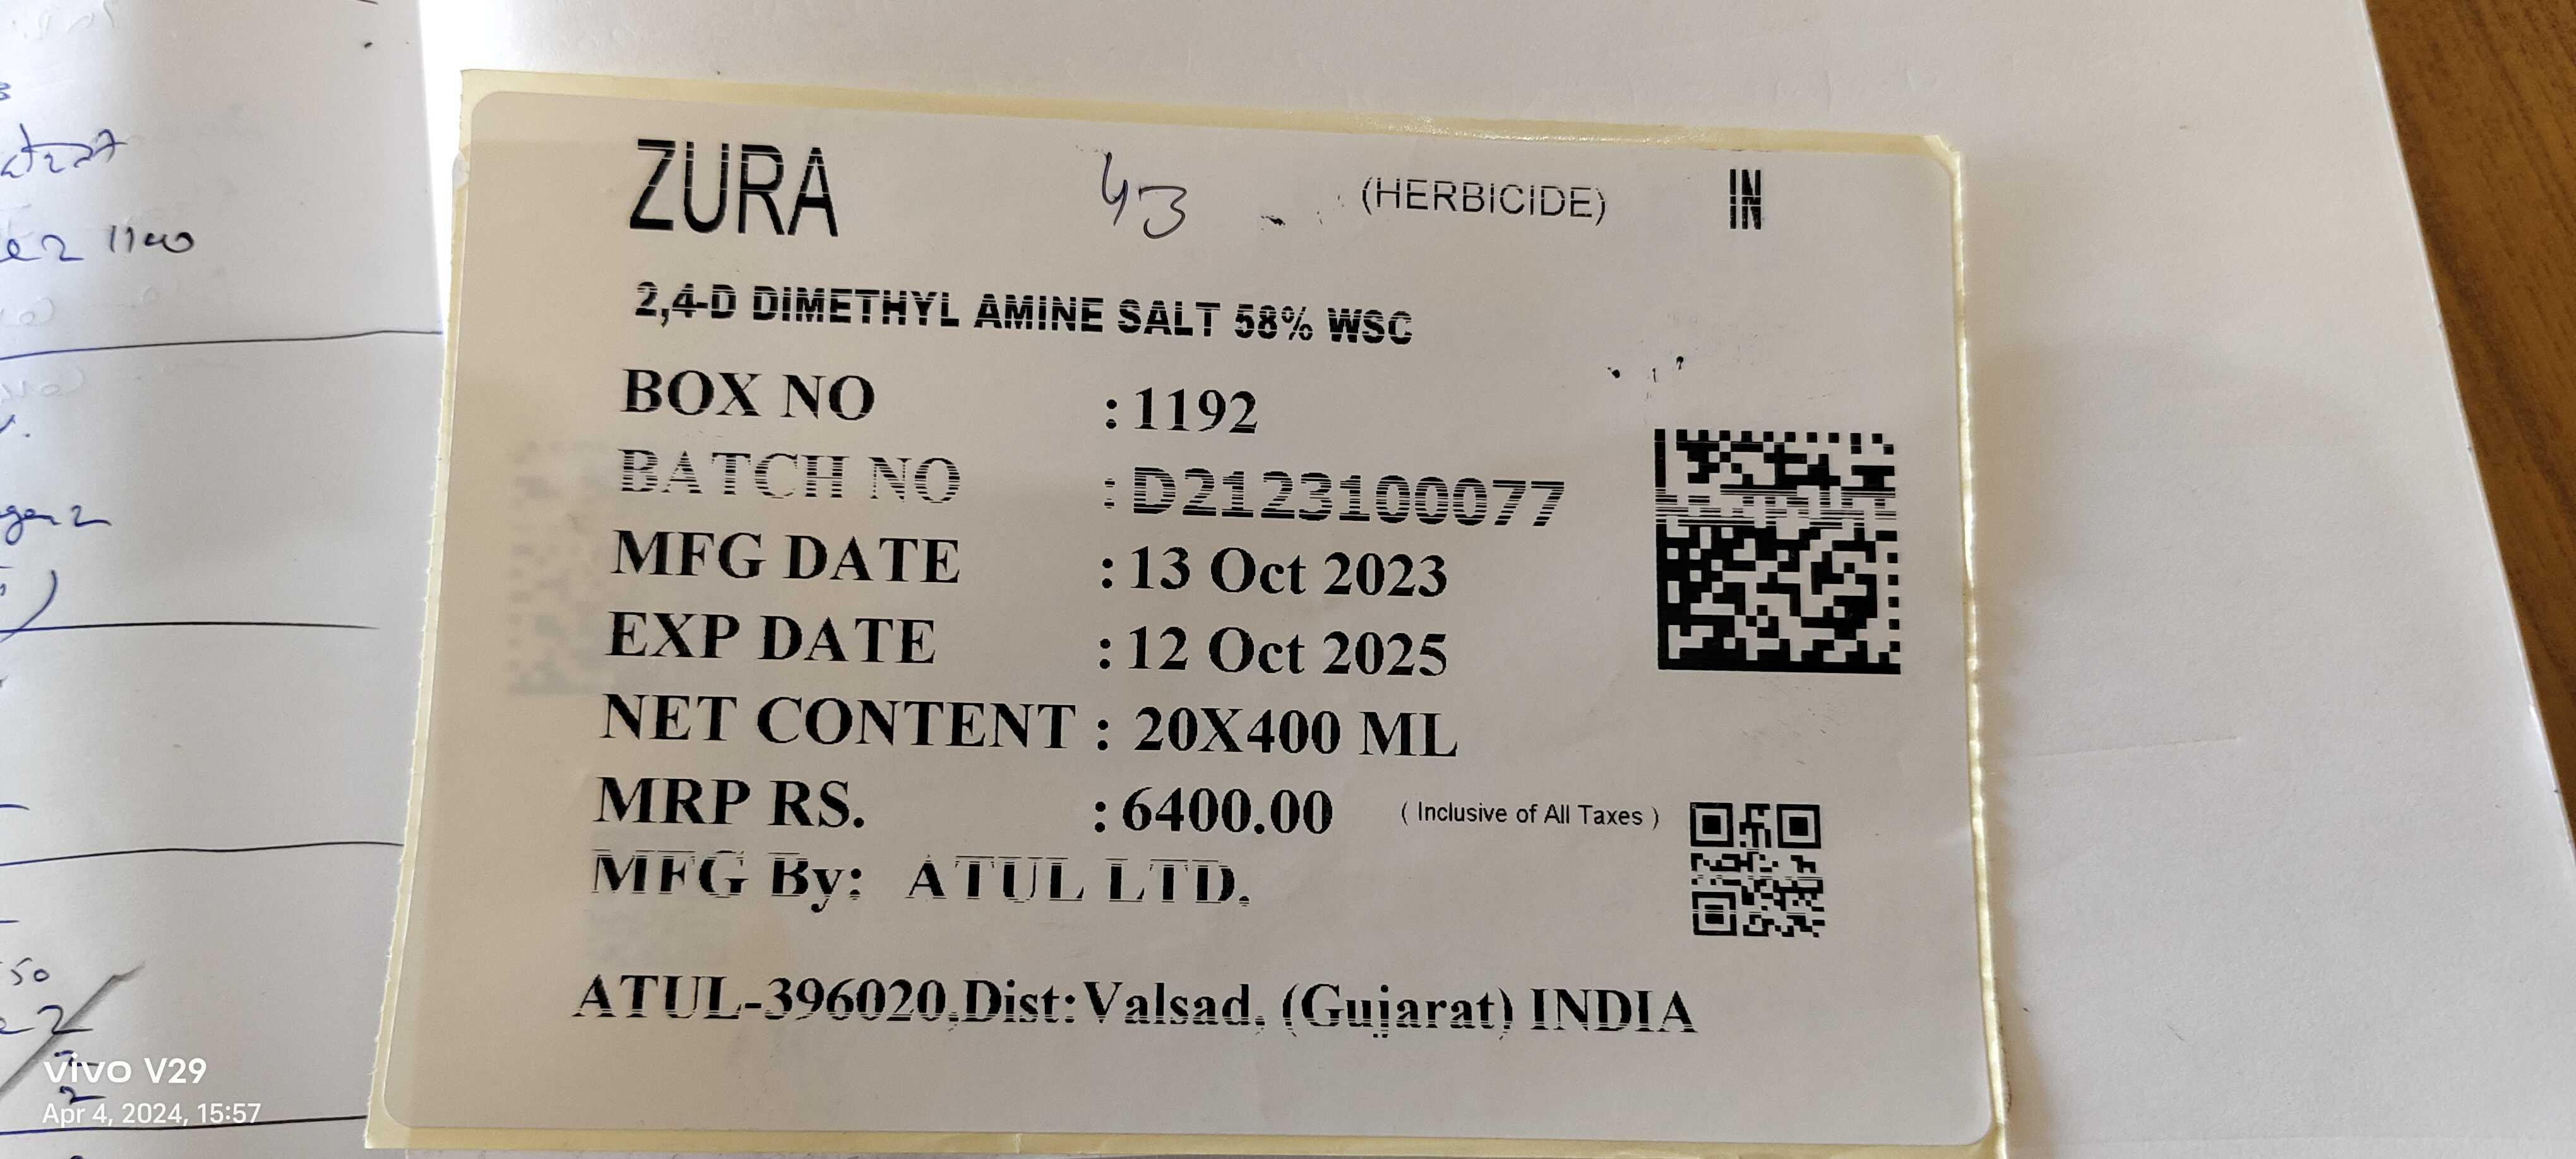 ZURA 43 (HERBICIDE) IN
2,4-D DIMETHYL AMINE SALT 58% WSC
BOX NO : 1192
BATCH NO : D2123100077
MFG DATE : 13 Oct 2023
EXP DATE : 12 Oct 2025
NET CONTENT : 20X400 ML
MRP RS. : 6400.00 ( Inclusive of All Taxes )
MFG By: ATUL LTD.
ATUL-396020,Dist:Valsad, (Gujarat) INDIA
50
vivo V29
Apr 4, 2024, 15:57